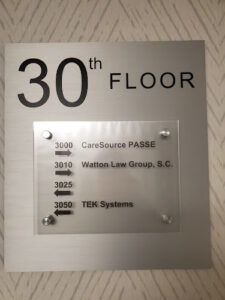 30th FLOOR
3000 CareSource PASSE
3010 Watton Law Group, S.C.
3025
3050 TEK Systems